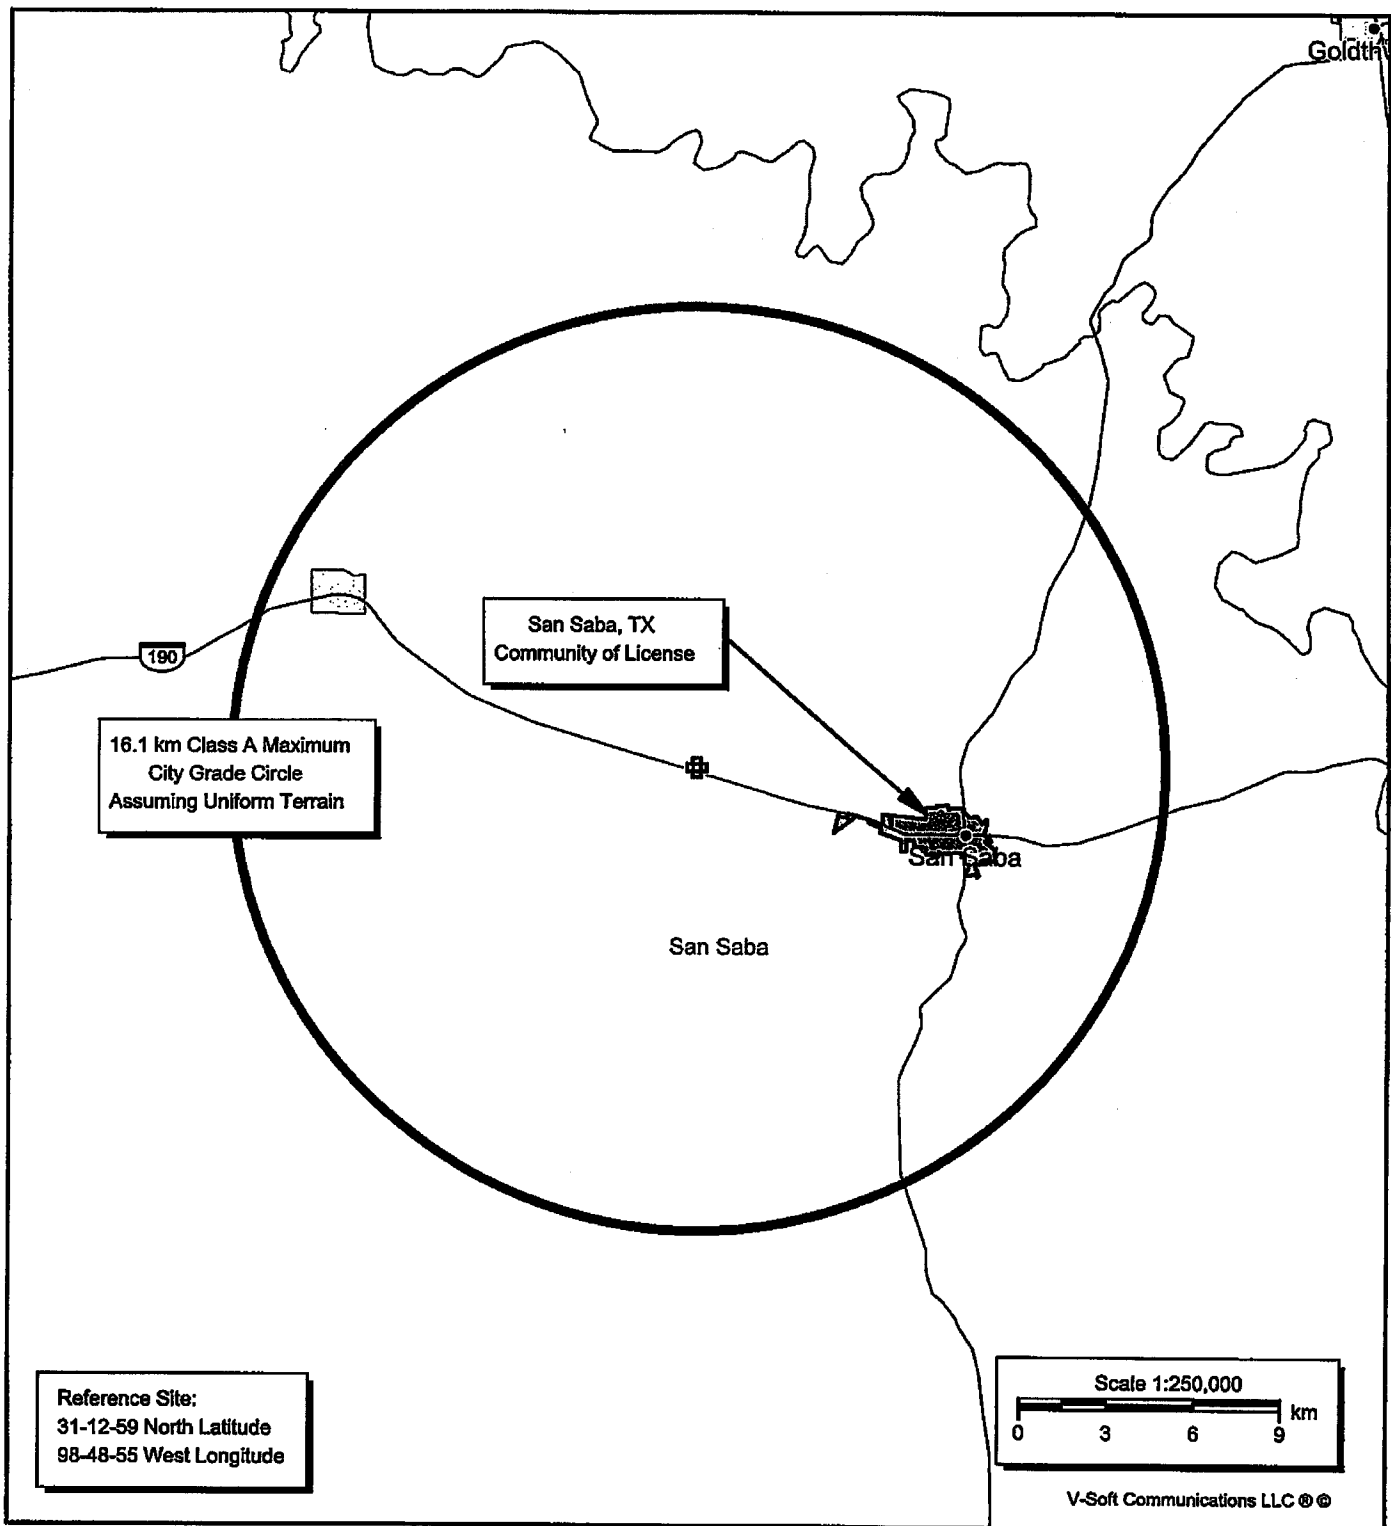 Goldth
San Saba, TX
Community of License
190
16.1 km Class A Maximum
City Grade Circle
Assuming Uniform Terrain
San Saba
San Saba
Reference Site:
31-12-59 North Latitude
98-48-55 West Longitude
Scale 1:250,000
km
0 3 6 9
V-Soft Communications LLC ® ©